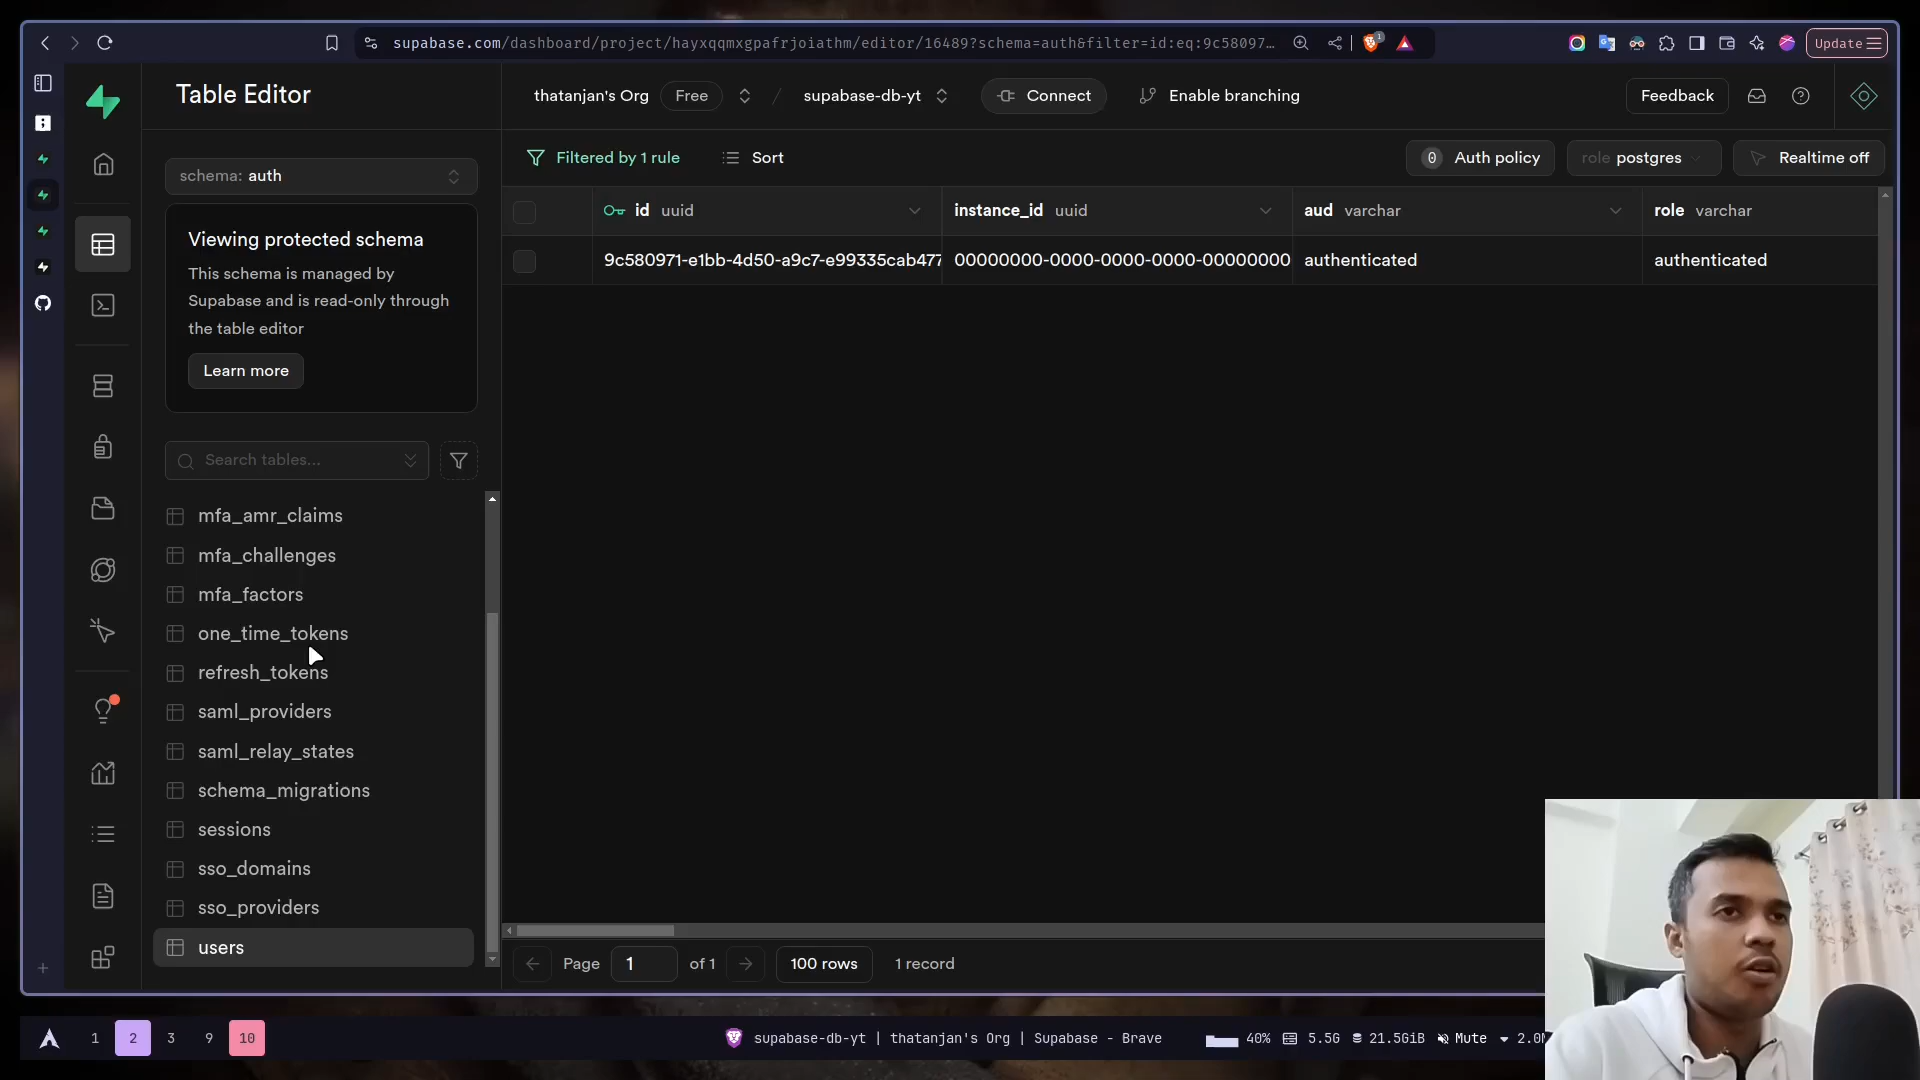 supabase.com/dashboard/project/hayxqqmxgpafrjoiathm/editor/16489?schema=auth&filter=id:eq:9c58097…
1
Update
Table Editor
thatanjan's Org
Free
/
supabase-db-yt
Connect
Enable branching
Feedback
schema: auth
Filtered by 1 rule
Sort
0 Auth policy
role postgres
Realtime off
Viewing protected schema
This schema is managed by
Supabase and is read-only through
the table editor
Learn more
id uuid
instance_id uuid
aud varchar
role varchar
9c580971-e1bb-4d50-a9c7-e99335cab477
00000000-0000-0000-0000-00000000
authenticated
authenticated
Search tables...
mfa_amr_claims
mfa_challenges
mfa_factors
one_time_tokens
refresh_tokens
saml_providers
saml_relay_states
schema_migrations
sessions
sso_domains
sso_providers
users
Page
1
of 1
100 rows
1 record
1
2
3
9
10
supabase-db-yt | thatanjan's Org | Supabase - Brave
40%
5.5G
21.5GiB
Mute